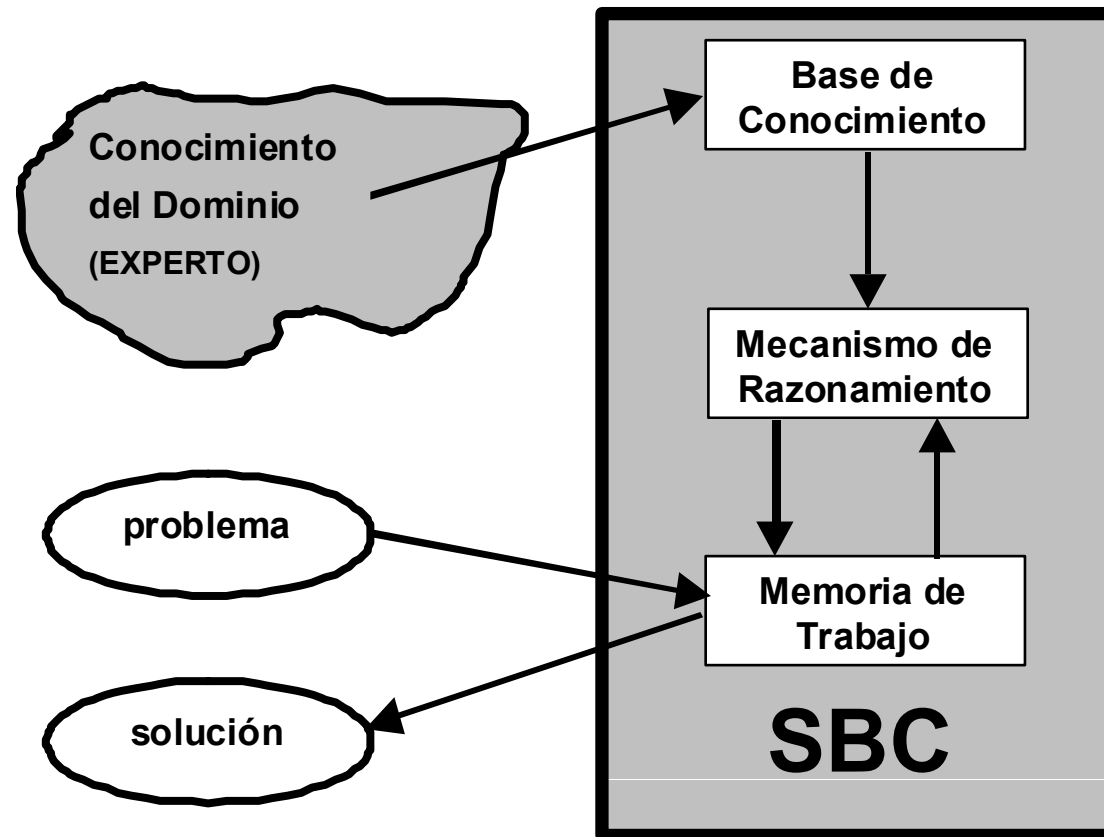 Conocimiento
del Dominio
(EXPERTO)
Base de
Conocimiento
Mecanismo de
Razonamiento
problema
Memoria de
Trabajo
solución
SBC